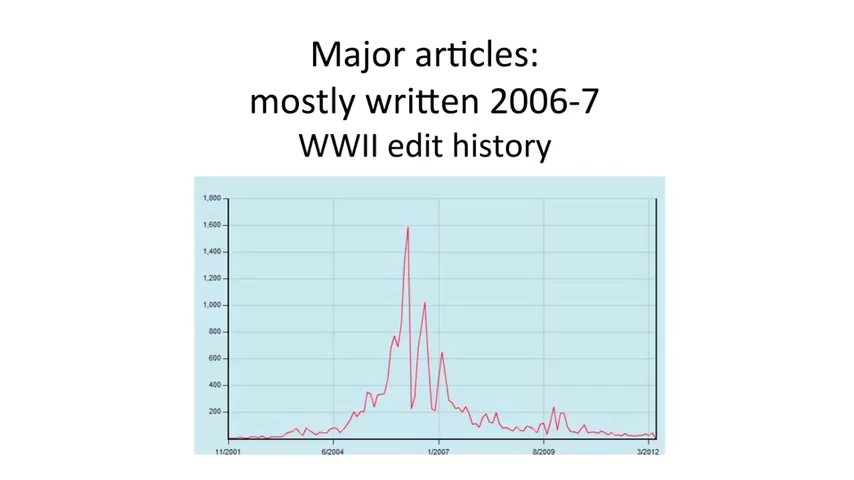 Major articles:
mostly written 2006-7
WWII edit history
1,800
1,600
1,400
1,200
1,000
800
600
400
200
11/2001 6/2004 1/2007 8/2009 3/2012